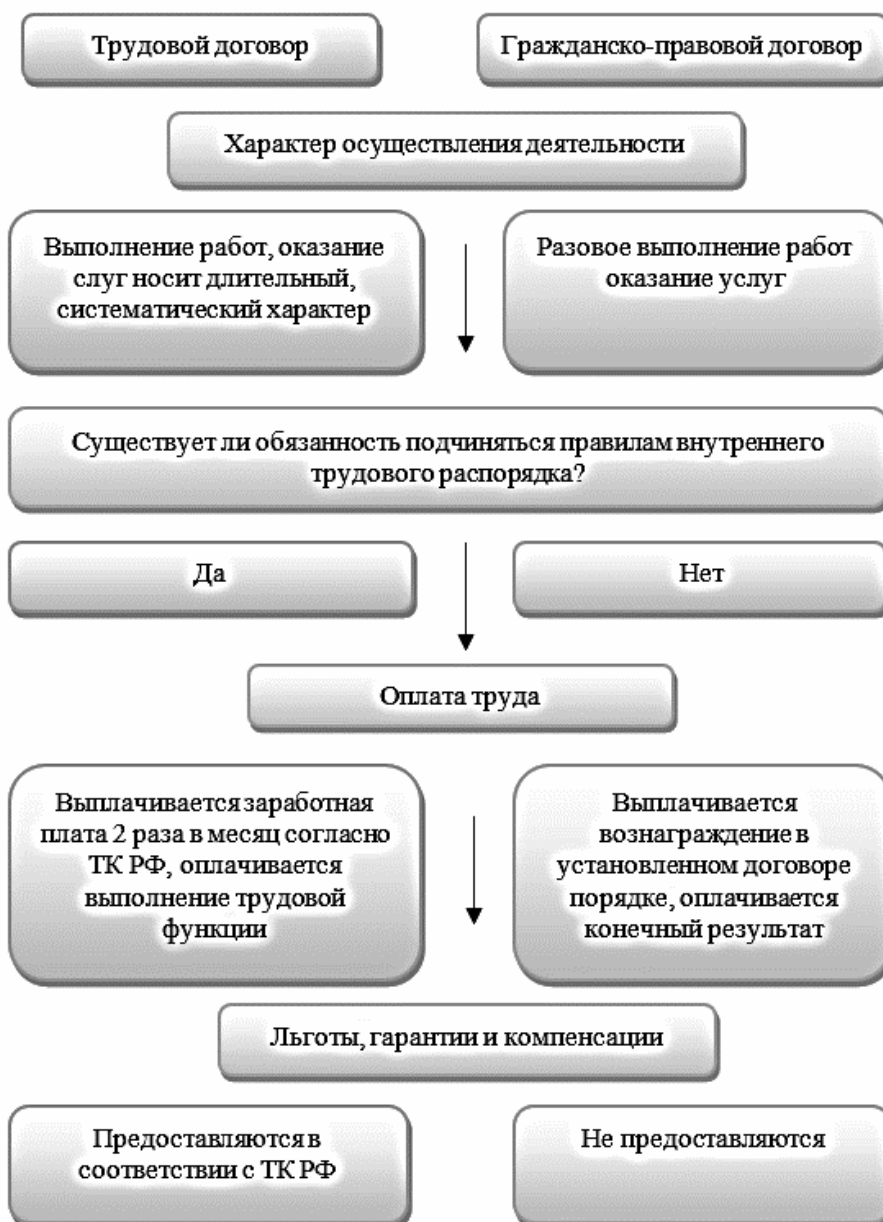 Трудовой договор
Гражданско-правовой договор
Характер осуществления деятельности
Выполнение работ, оказание
слуг носит длительный,
систематический характер
Разовое выполнение работ
оказание услуг
Существует ли обязанность подчиняться правилам внутреннего
трудового распорядка?
Да
Нет
Оплата труда
Выплачивается заработная
плата 2 раза в месяц согласно
ТК РФ, оплачивается
выполнение трудовой
функции
Выплачивается
вознаграждение в
установленном договоре
порядке, оплачивается
конечный результат
Льготы, гарантии и компенсации
Предоставляются в
соответствии с ТК РФ
Не предоставляются